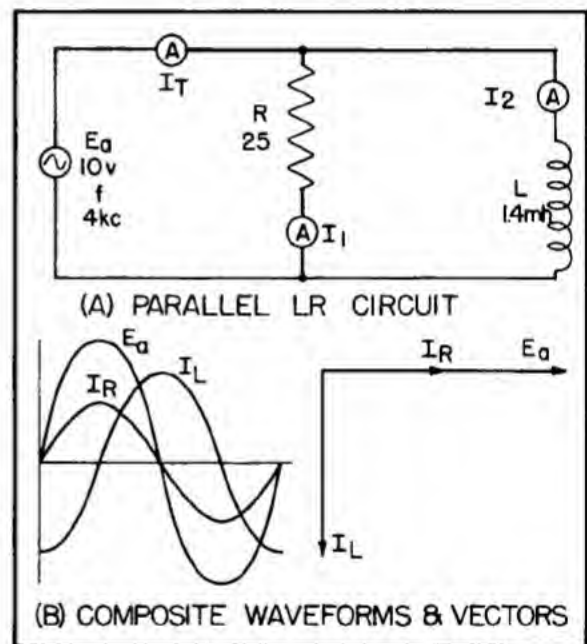 A
IT
Ea
10v
f
4kc
R
25
A I1
I2 A
L
1.4mh
(A) PARALLEL LR CIRCUIT
Ea
IR
IL
IR Ea
IL
(B) COMPOSITE WAVEFORMS & VECTORS